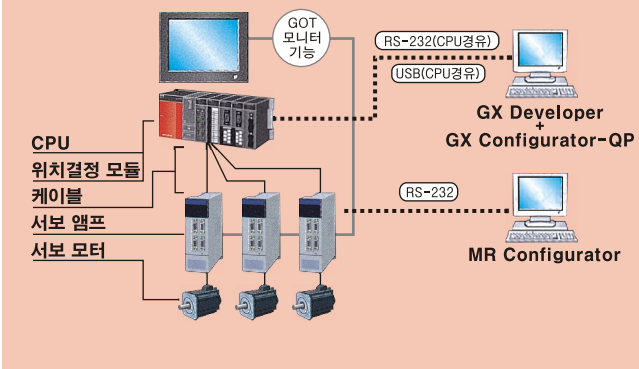 GOT
모니터
기능
RS-232(CPU경유)
USB(CPU경유)
GX Developer
+
GX Configurator-QP
CPU
위치결정 모듈
케이블
서보 앰프
서보 모터
RS-232
MR Configurator